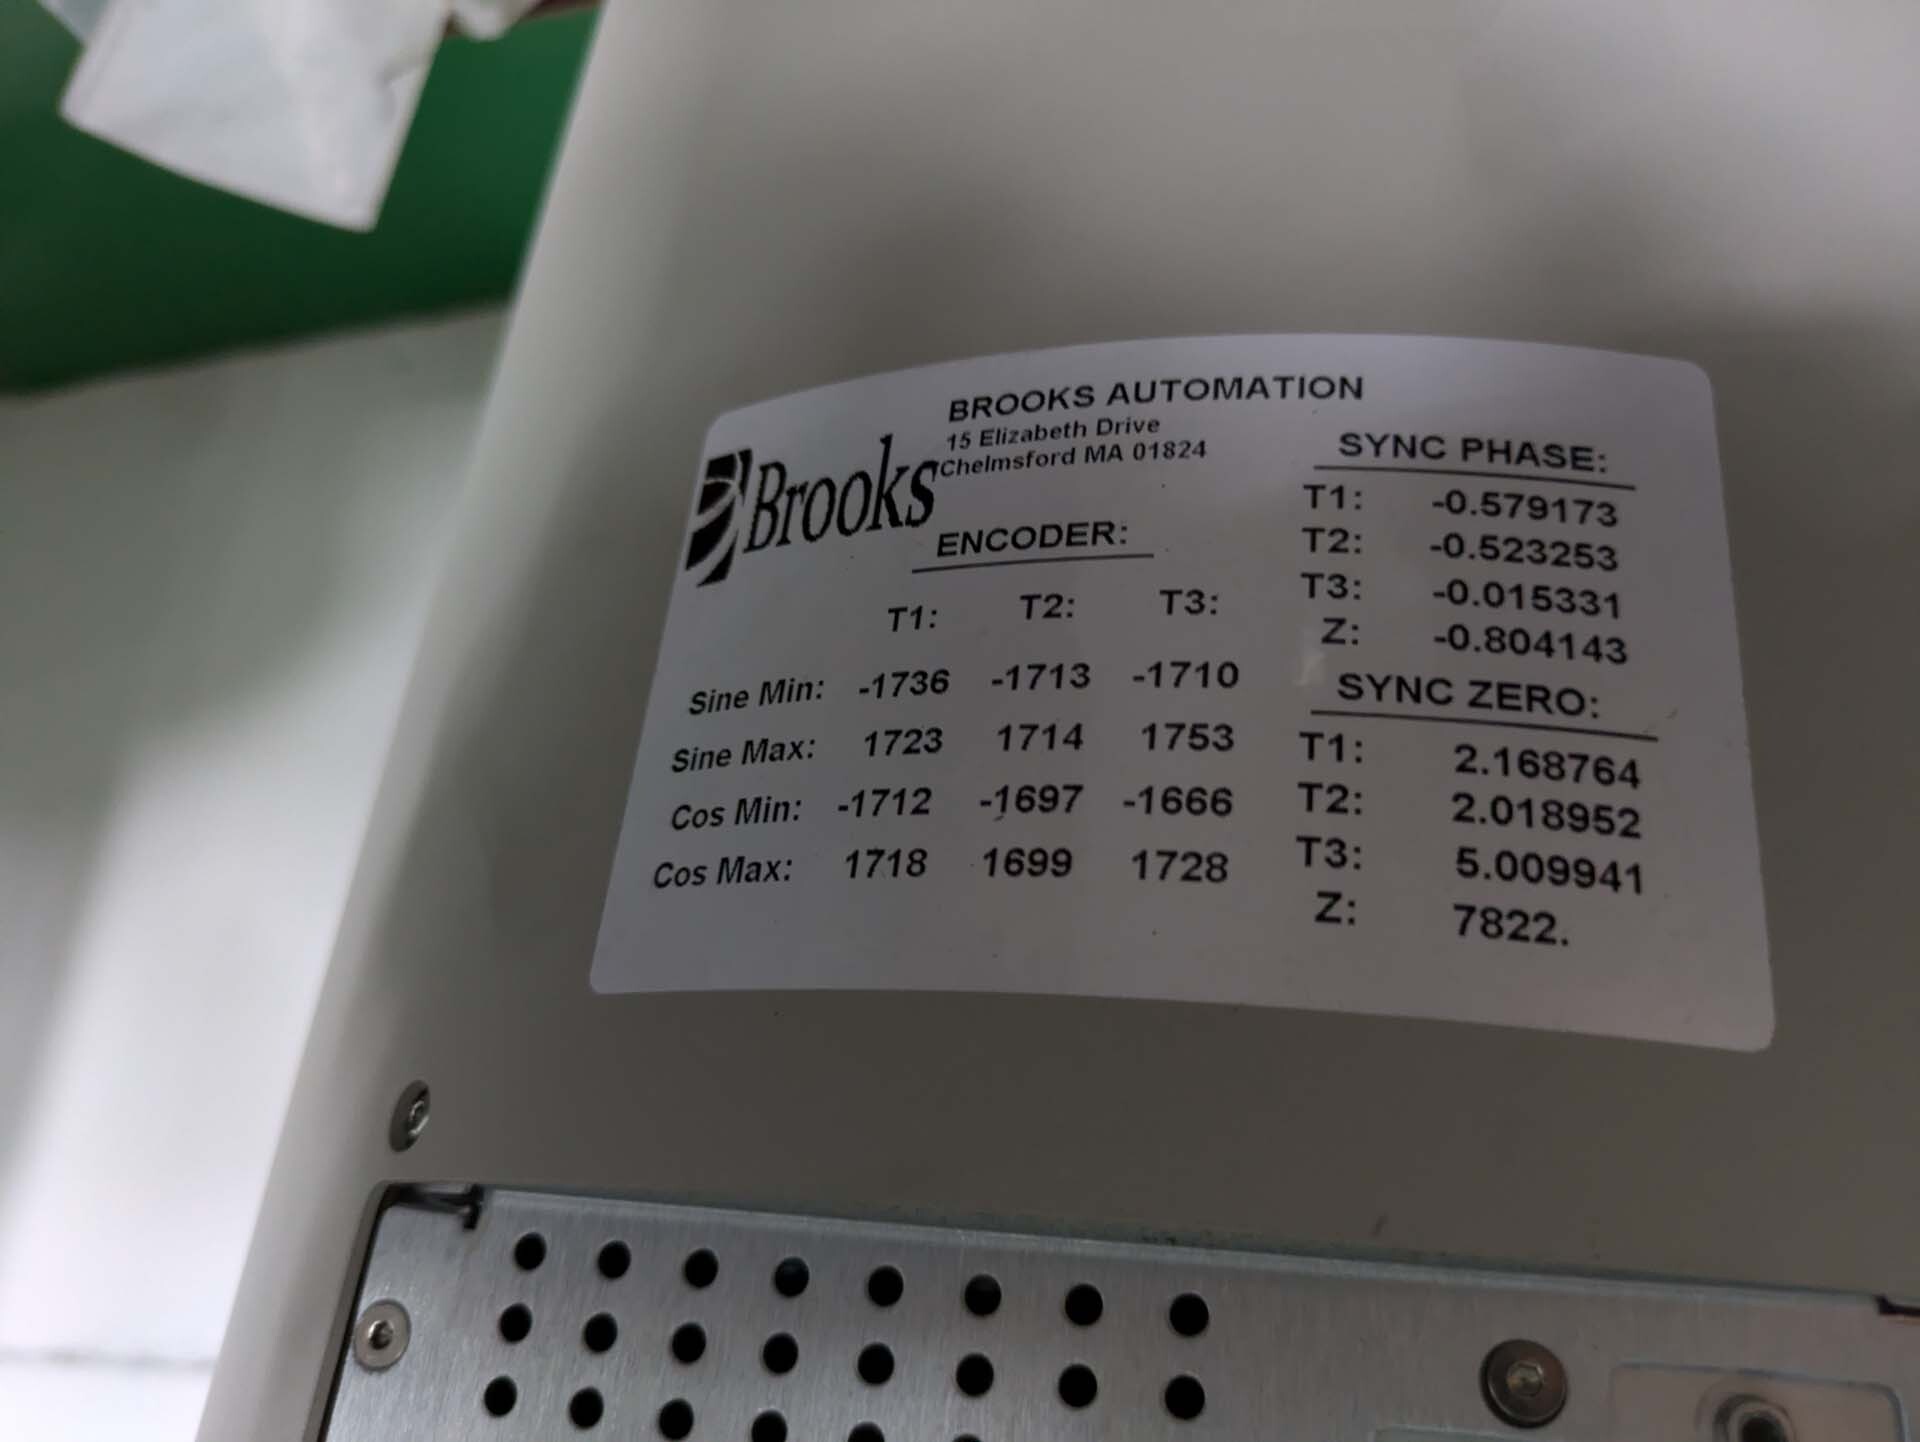 BROOKS AUTOMATION
15 Elizabeth Drive
Chelmsford MA 01824
Brooks
ENCODER:
T1: T2: T3:
Sine Min: -1736 -1713 -1710
Sine Max: 1723 1714 1753
Cos Min: -1712 -1697 -1666
Cos Max: 1718 1699 1728
SYNC PHASE:
T1: -0.579173
T2: -0.523253
T3: -0.015331
Z: -0.804143
SYNC ZERO:
T1: 2.168764
T2: 2.018952
T3: 5.009941
Z: 7822.